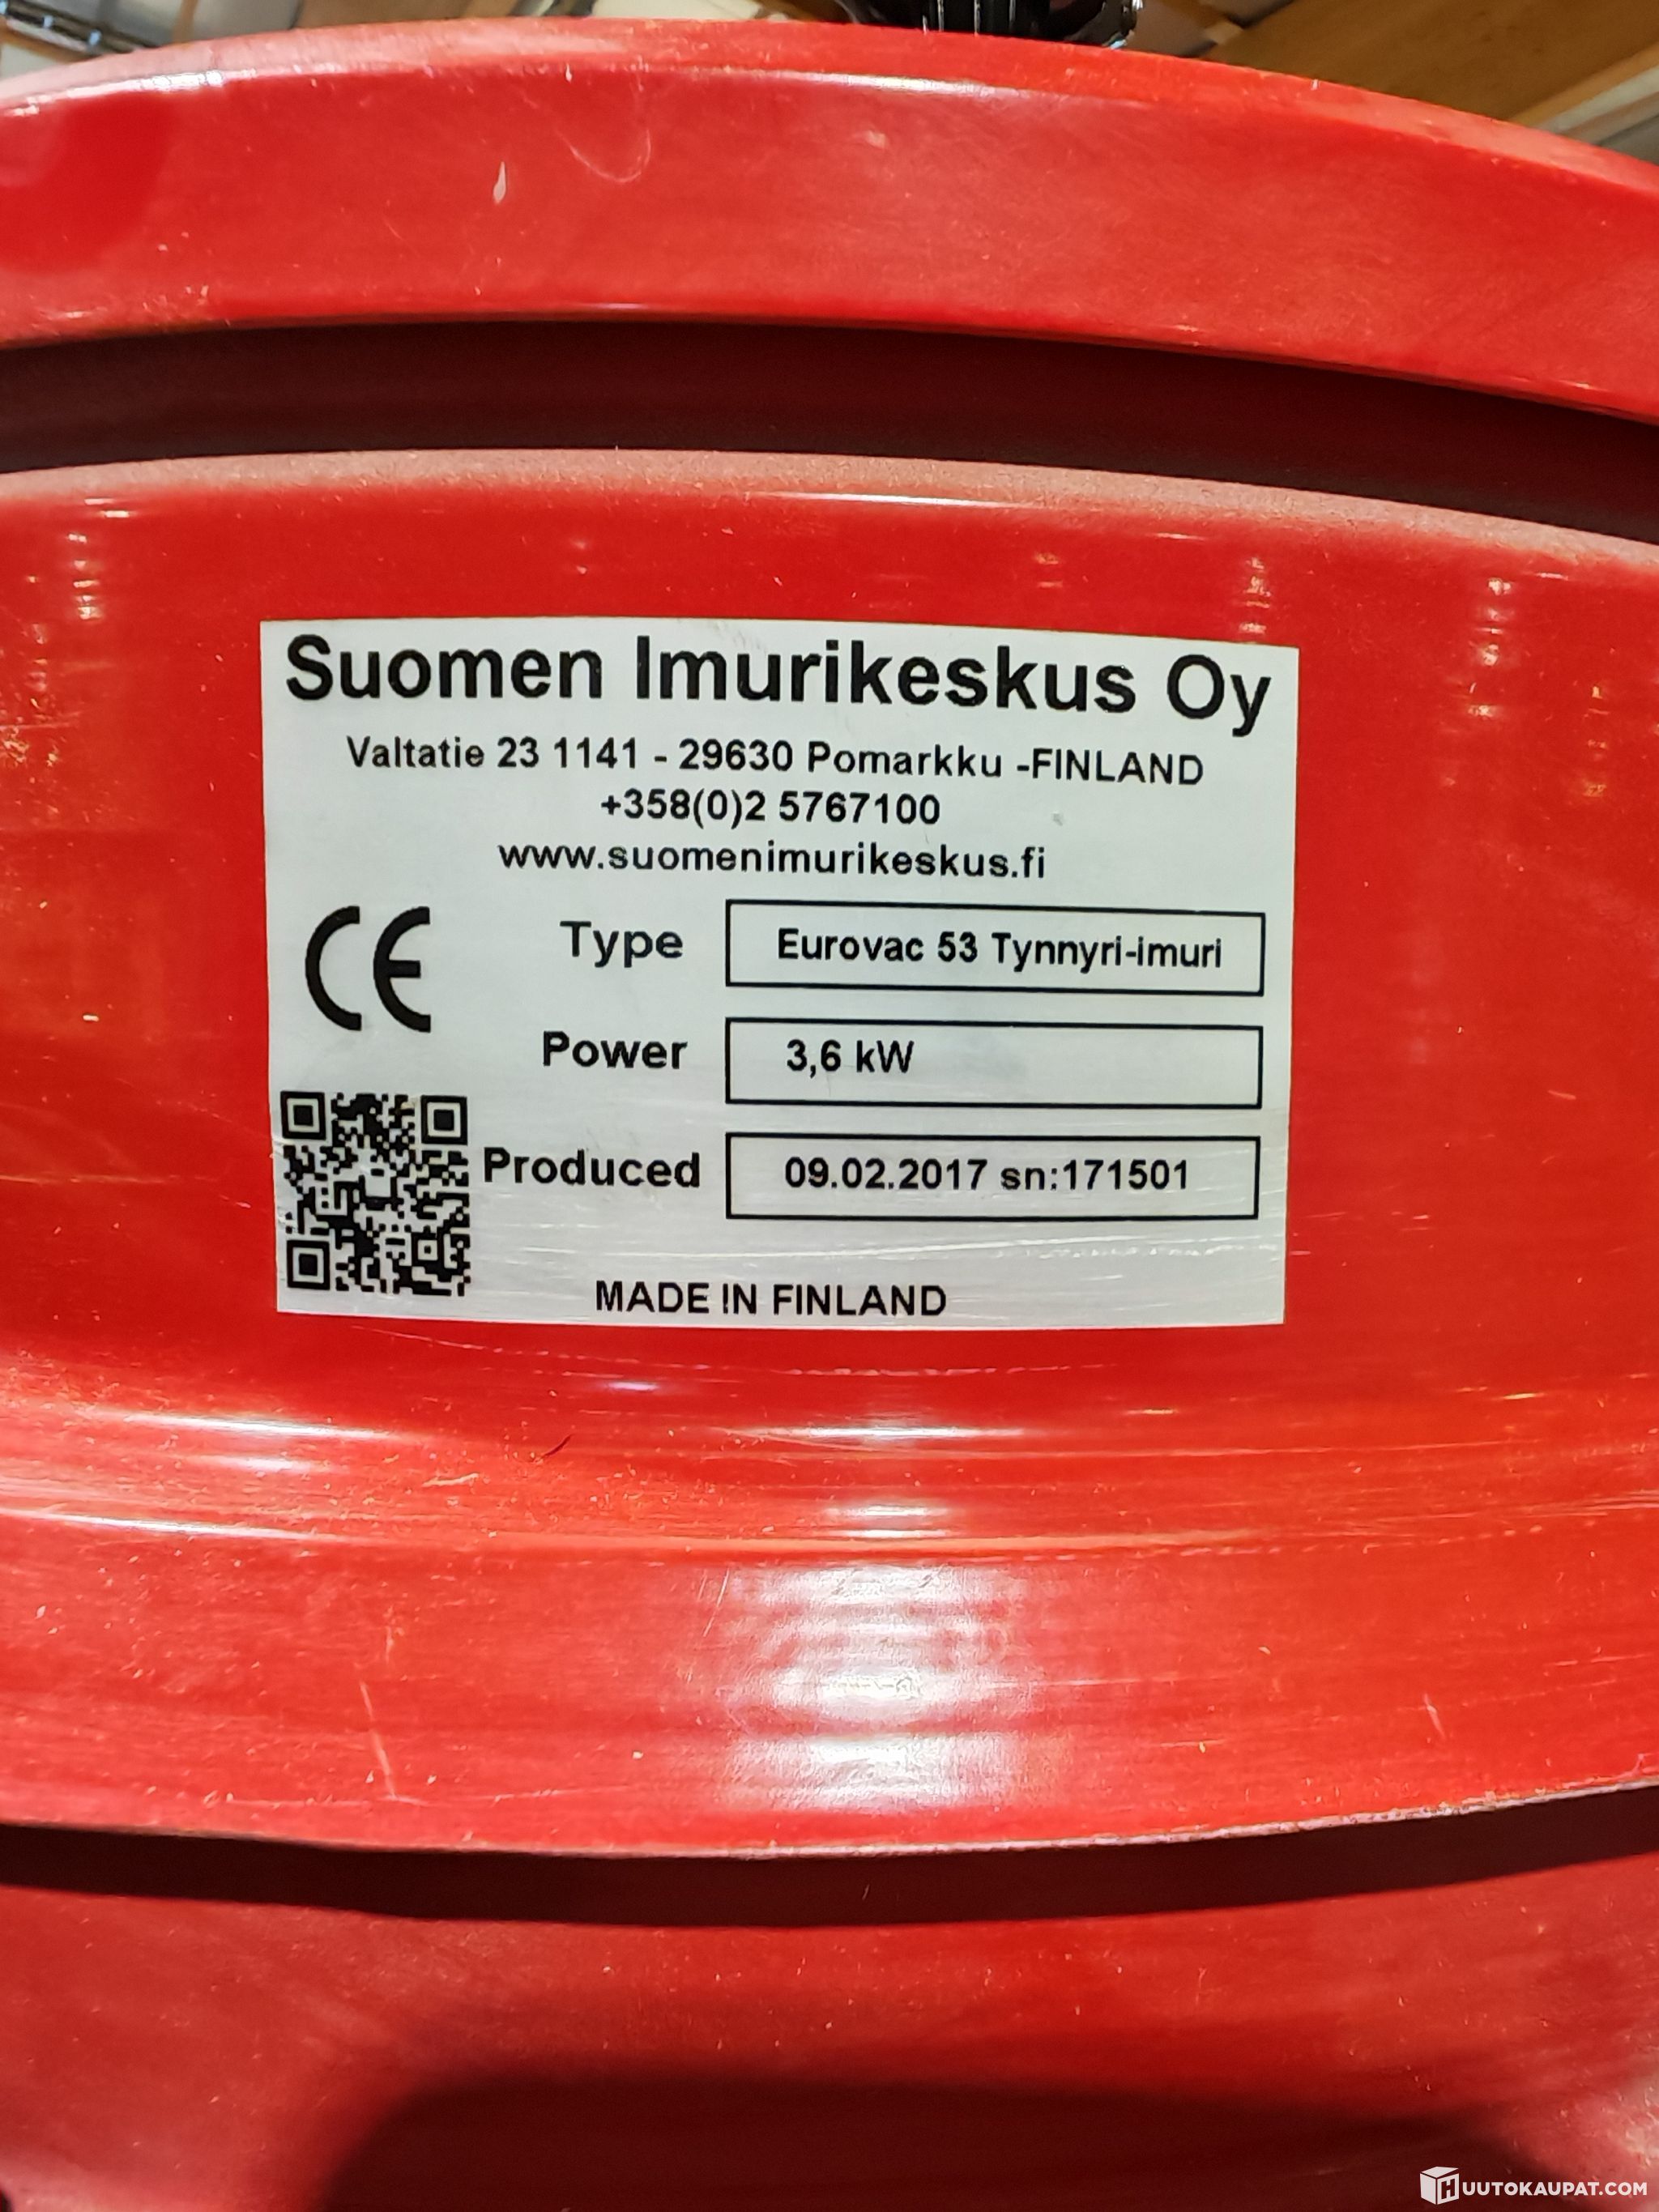 Suomen Imurikeskus Oy
Valtatie 23 1141 - 29630 Pomarkku -FINLAND
+358(0)2 5767100
www.suomenimurikeskus.fi
CE
Type Eurovac 53 Tynnyri-imuri
Power 3,6 kW
Produced 09.02.2017 sn:171501
MADE IN FINLAND
HUUTOKAUPAT.COM